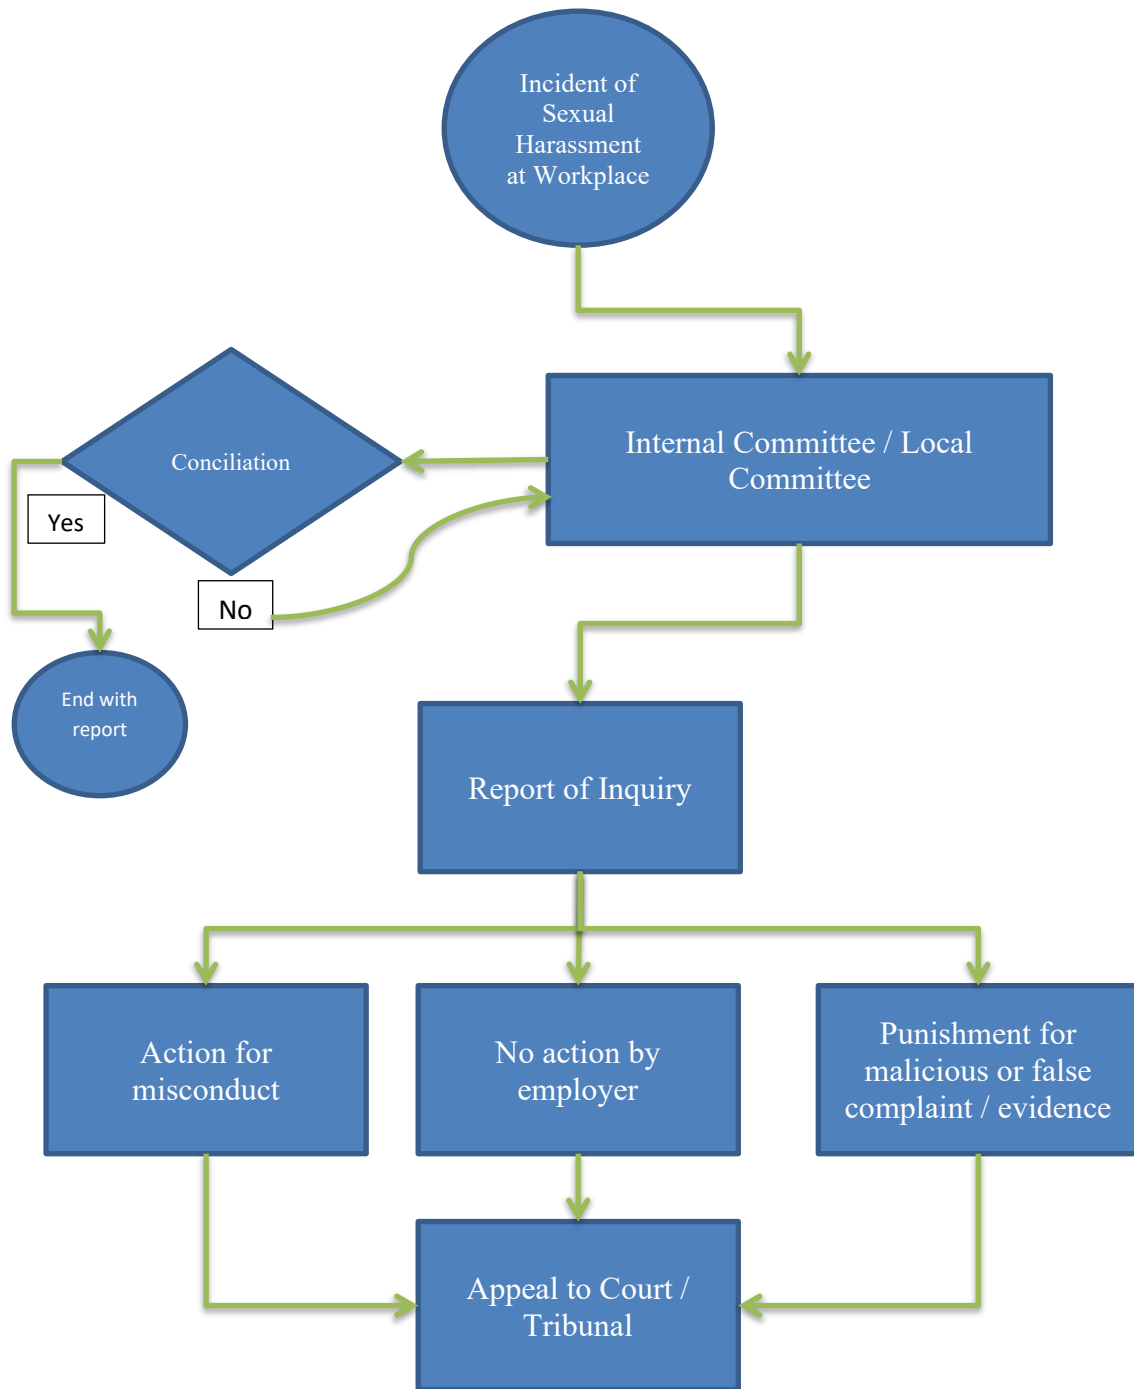 Incident of
Sexual
Harassment
at Workplace
Internal Committee / Local
Committee
Conciliation
Yes
No
End with
report
Report of Inquiry
Action for
misconduct
No action by
employer
Punishment for
malicious or false
complaint / evidence
Appeal to Court /
Tribunal